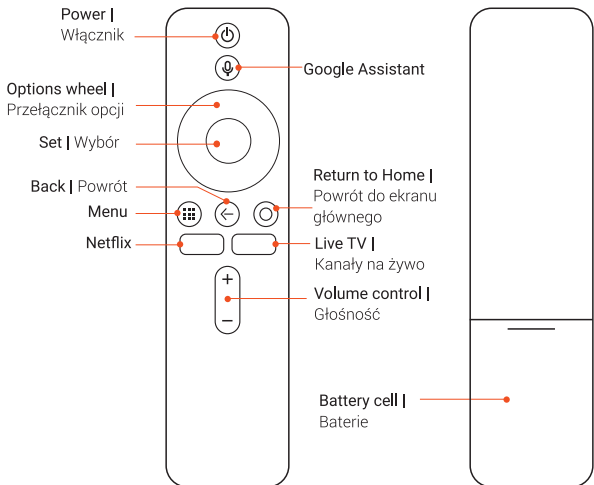 Power |
Włącznik
Google Assistant
Options wheel |
Przełącznik opcji
Set | Wybór
Back | Powrót
Return to Home |
Powrót do ekranu
głównego
Menu
Netflix
Live TV |
Kanały na żywo
Volume control |
Głośność
Battery cell |
Baterie